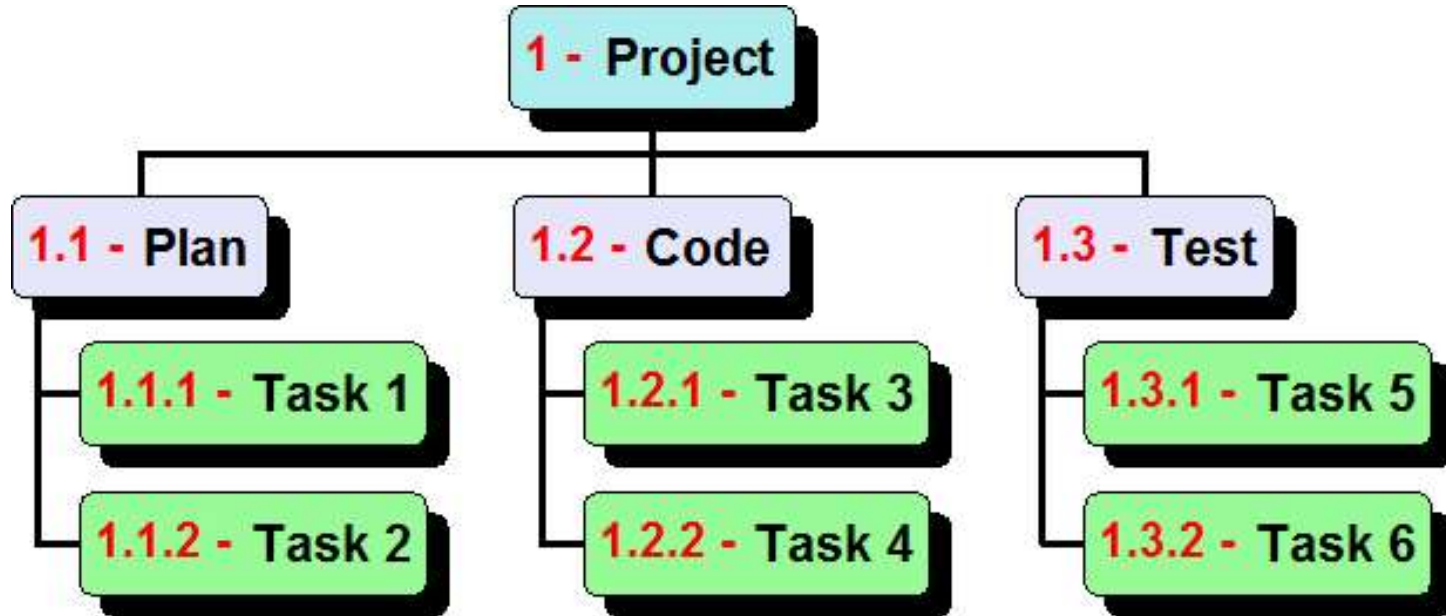 1 - Project
1.1 - Plan
1.2 - Code
1.3 - Test
1.1.1 - Task 1
1.2.1 - Task 3
1.3.1 - Task 5
1.1.2 - Task 2
1.2.2 - Task 4
1.3.2 - Task 6